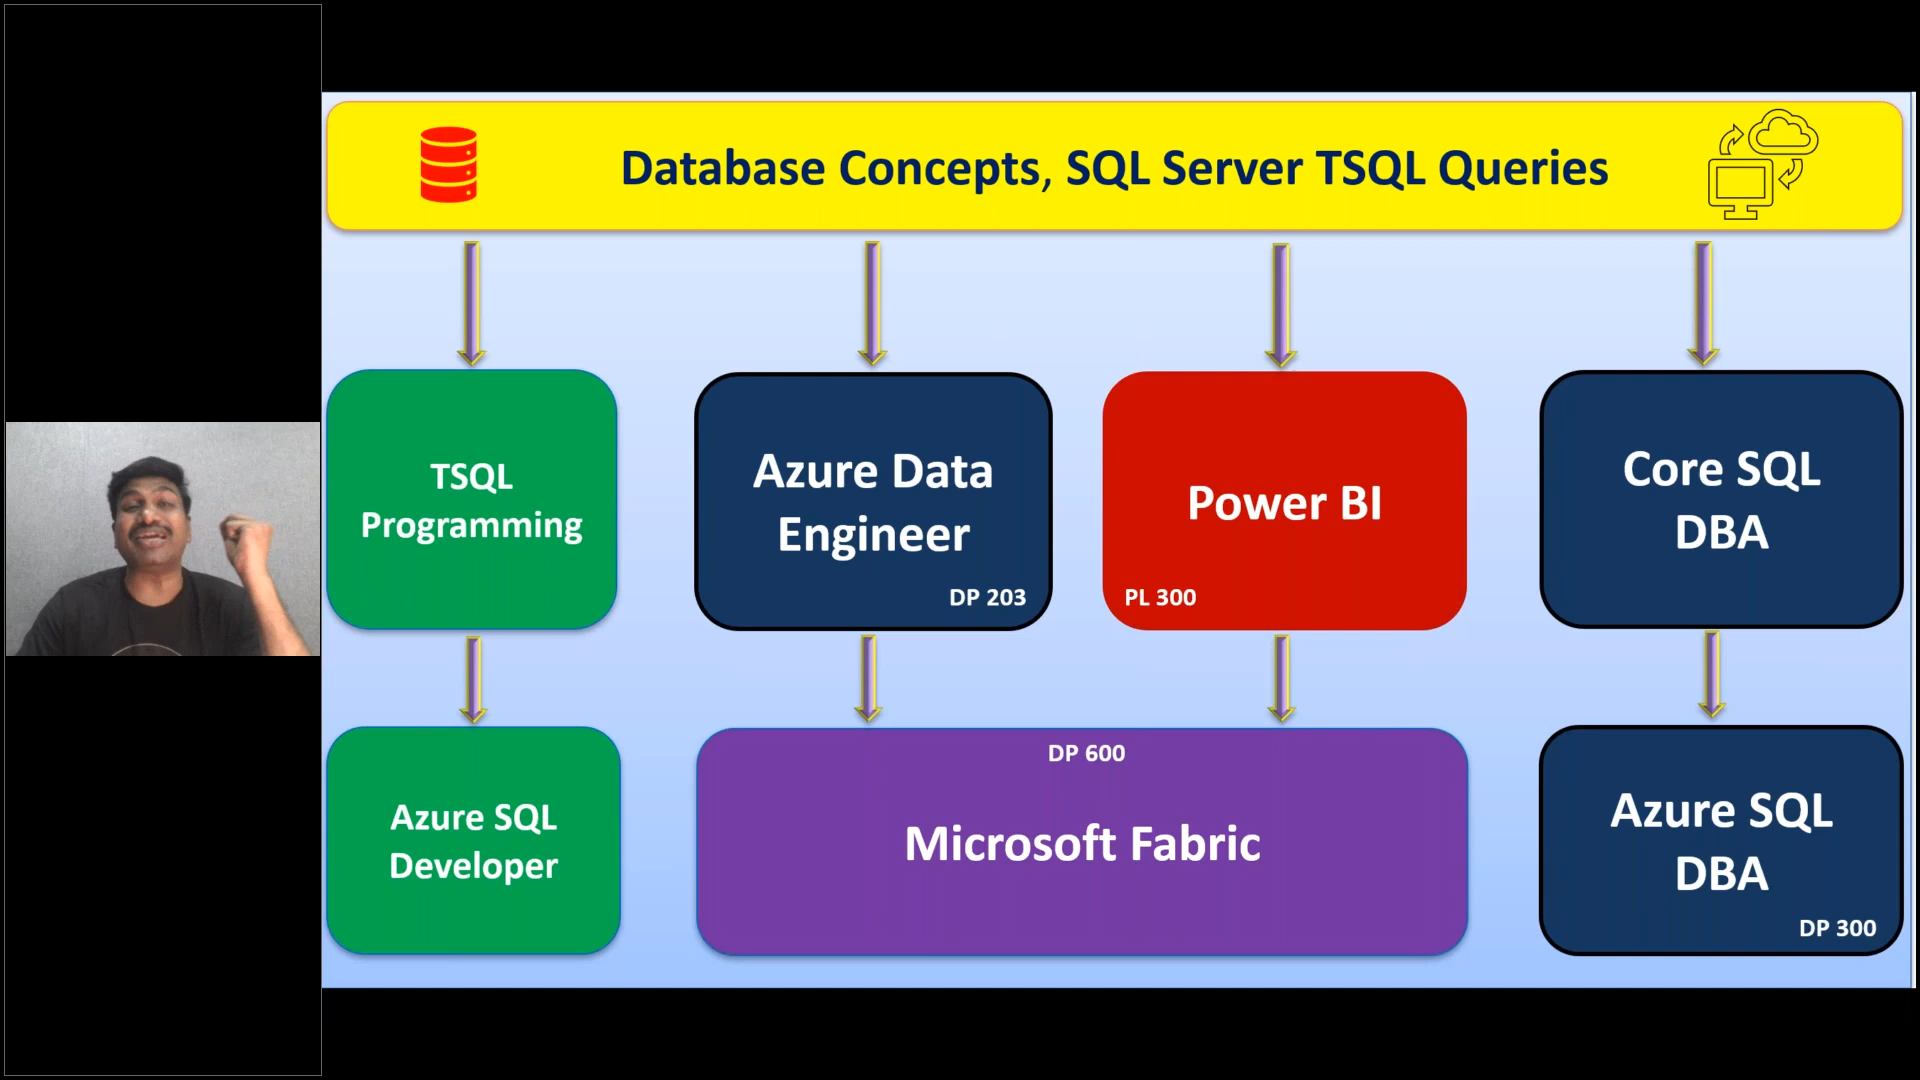 Database Concepts, SQL Server TSQL Queries
TSQL
Programming
Azure Data
Engineer
DP 203
Power BI
PL 300
Core SQL
DBA
Azure SQL
Developer
DP 600
Microsoft Fabric
Azure SQL
DBA
DP 300